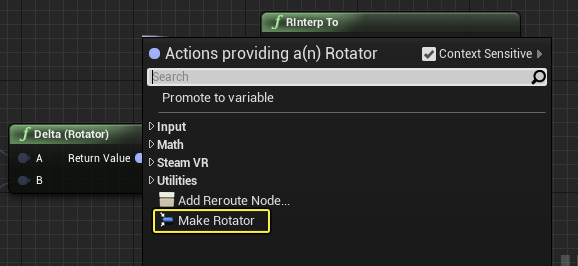 f RInterp To
Actions providing a(n) Rotator
Context Sensitive
Search
Promote to variable
Input
Math
Steam VR
Utilities
Add Reroute Node...
Make Rotator
f Delta (Rotator)
A Return Value
B